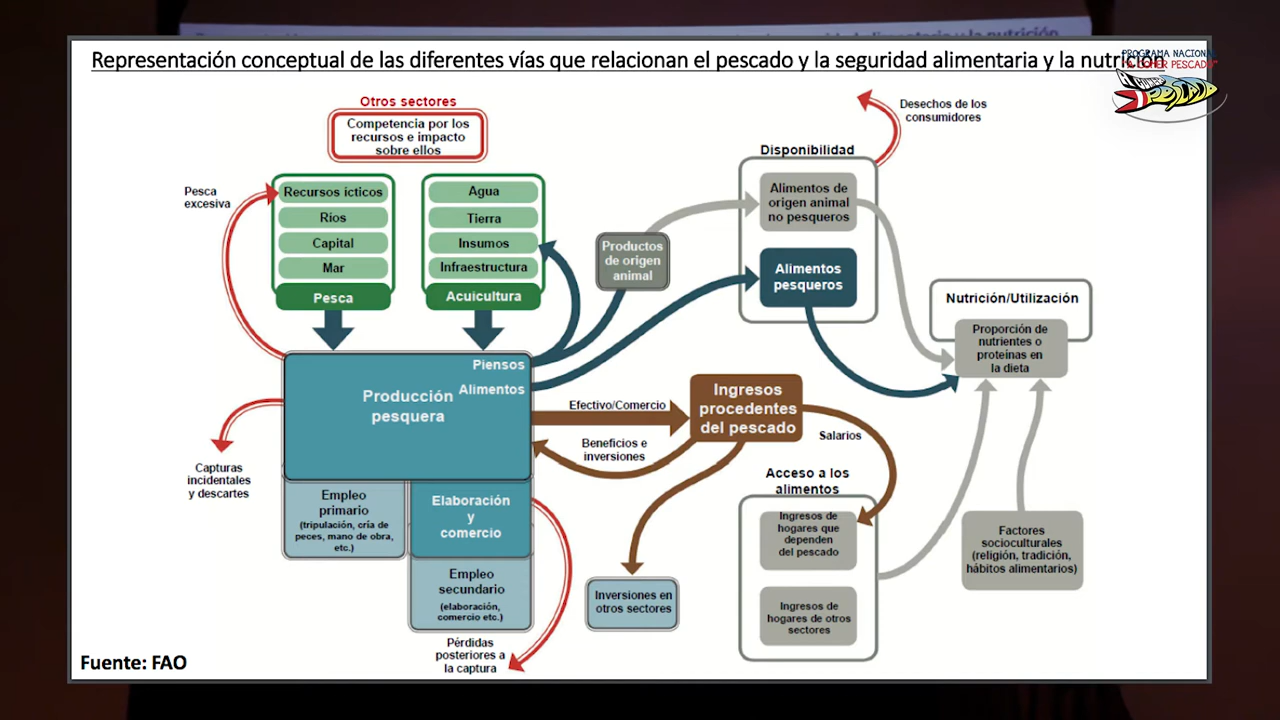 Representación conceptual de las diferentes vías que relacionan el pescado y la seguridad alimentaria y la nutrición
PROGRAMA NACIONAL
"A COMER PESCADO"
Otros sectores
Competencia por los
recursos e impacto
sobre ellos
Desechos de los
consumidores
Pesca
excesiva
Recursos ícticos
Ríos
Capital
Mar
Pesca
Agua
Tierra
Insumos
Infraestructura
Acuicultura
Productos
de origen
animal
Disponibilidad
Alimentos de
origen animal
no pesqueros
Alimentos
pesqueros
Nutrición/Utilización
Proporción de
nutrientes o
proteínas en
la dieta
Piensos
Alimentos
Producción
pesquera
Efectivo/Comercio
Beneficios e
inversiones
Ingresos
procedentes
del pescado
Salarios
Capturas
incidentales
y descartes
Empleo
primario
(tripulación, cría de
peces, mano de obra,
etc.)
Elaboración
y
comercio
Empleo
secundario
(elaboración,
comercio etc.)
Pérdidas
posteriores a
la captura
Inversiones en
otros sectores
Acceso a los
alimentos
Ingresos de
hogares que
dependen
del pescado
Ingresos de
hogares de otros
sectores
Factores
socioculturales
(religión, tradición,
hábitos alimentarios)
Fuente: FAO